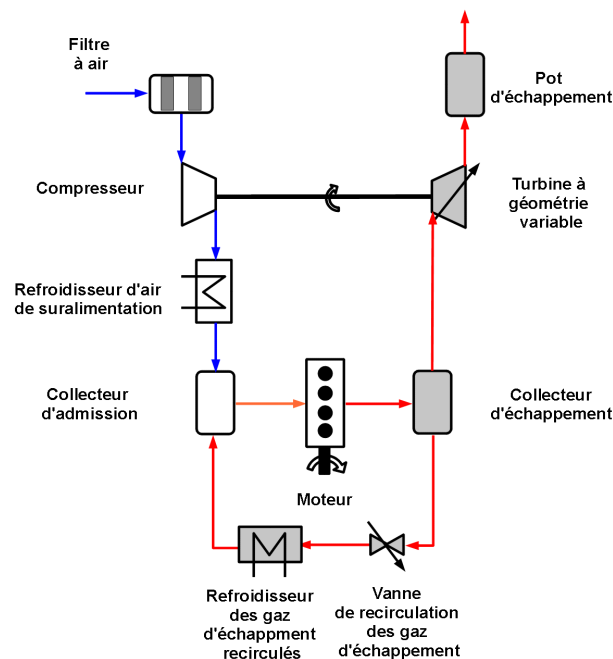 Filtre
à air
Pot
d'échappement
Compresseur
Turbine à
géométrie
variable
Refroidisseur d'air
de suralimentation
Collecteur
d'admission
Collecteur
d'échappement
Moteur
Refroidisseur
des gaz
d'échappment
recirculés
Vanne
de recirculation
des gaz
d'échappement